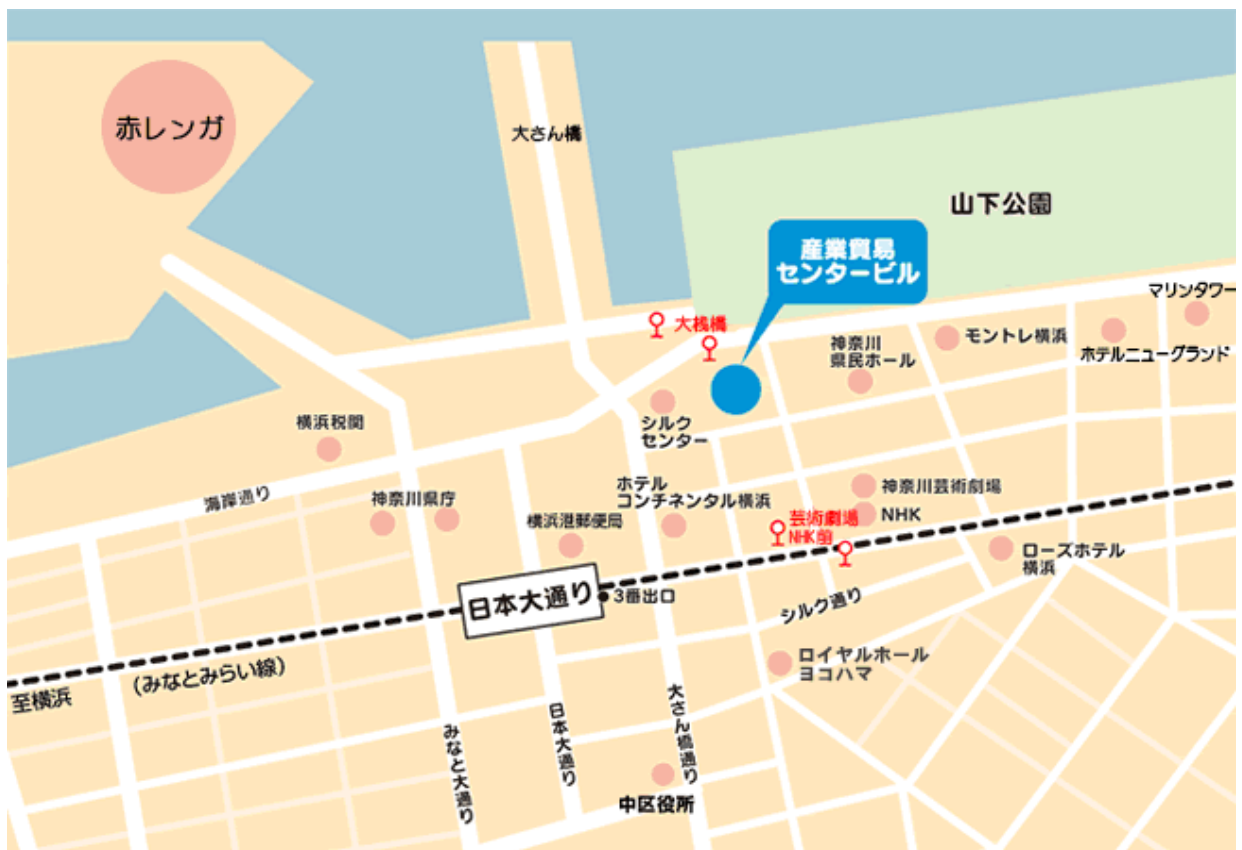 赤レンガ
大さん橋
山下公園
産業貿易
センタービル
マリンタワー
大桟橋
神奈川
県民ホール
モントレ横浜
ホテルニューグランド
横浜税関
シルク
センター
海岸通り
神奈川県庁
横浜港郵便局
ホテル
コンチネンタル横浜
神奈川芸術劇場
NHK
芸術劇場
NHK前
ローズホテル
横浜
日本大通り
3番出口
シルク通り
ロイヤルホール
ヨコハマ
(みなとみらい線)
至横浜
みなと大通り
日本大通り
大さん橋通り
中区役所